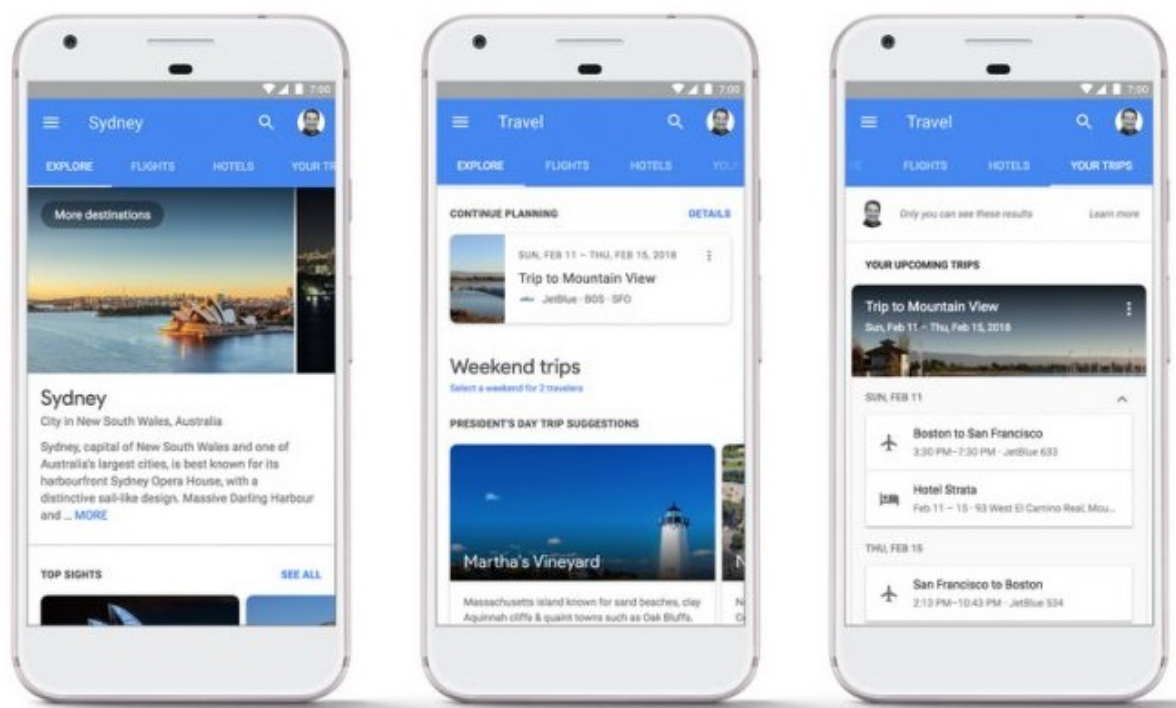 7:00
Sydney
EXPLORE FLIGHTS HOTELS YOUR TR
More destinations
Sydney
City in New South Wales, Australia
Sydney, capital of New South Wales and one of
Australia's largest cities, is best known for its
harbourfront Sydney Opera House, with a
distinctive sail-like design. Massive Darling Harbour
and ... MORE
TOP SIGHTS SEE ALL
7:00
Travel
EXPLORE FLIGHTS HOTELS YOU
CONTINUE PLANNING DETAILS
SUN, FEB 11 – THU, FEB 15, 2018
Trip to Mountain View
JetBlue · BOS - SFO
Weekend trips
Select a weekend for 2 travelers
PRESIDENT'S DAY TRIP SUGGESTIONS
Martha's Vineyard N
Massachusetts island known for sand beaches, clay
Aquinnah cliffs & quaint towns such as Oak Bluffs.
7:00
Travel
FLIGHTS HOTELS YOUR TRIPS
Only you can see these results Learn more
YOUR UPCOMING TRIPS
Trip to Mountain View
Sun, Feb 11 – Thu, Feb 15, 2018
SUN, FEB 11
Boston to San Francisco
3:30 PM–7:30 PM · JetBlue 633
Hotel Strata
Feb 11 – 15 · 93 West El Camino Real, Mou...
THU, FEB 15
San Francisco to Boston
2:13 PM–10:43 PM · JetBlue 534